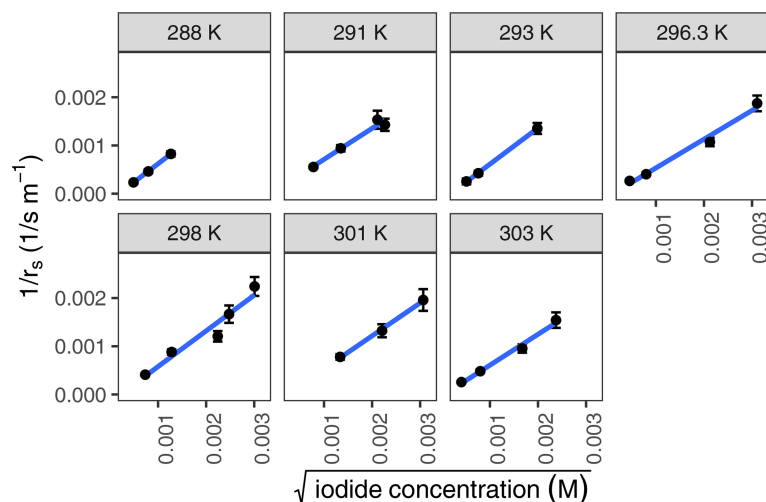 288 K 291 K 293 K 296.3 K
0.002
0.001
0.000
0.001 0.002 0.003
298 K 301 K 303 K
0.002
0.001
0.000
0.001 0.002 0.003 0.001 0.002 0.003 0.001 0.002 0.003
1/rₛ (1/s m⁻¹)
√iodide concentration (M)